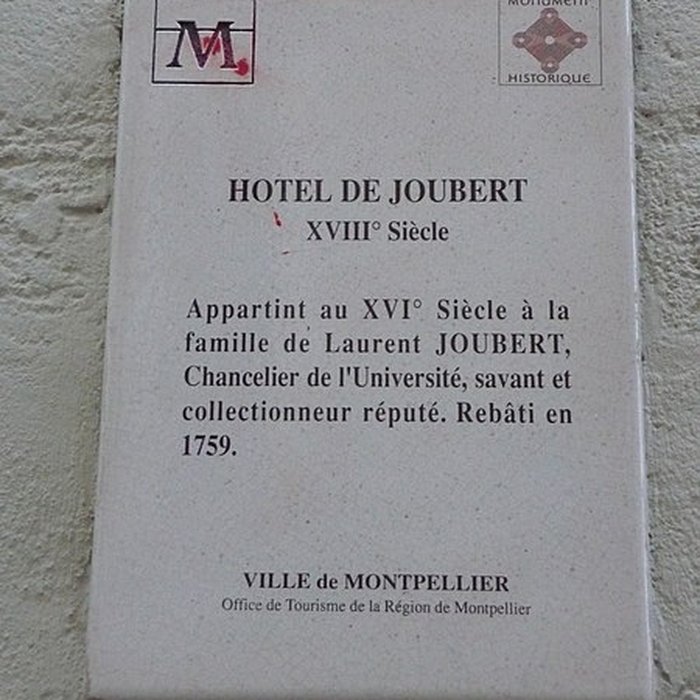 M
MONUMENT
HISTORIQUE
HOTEL DE JOUBERT
XVIII° Siècle
Appartint au XVI° Siècle à la
famille de Laurent JOUBERT,
Chancelier de l'Université, savant et
collectionneur réputé. Rebâti en
1759.
VILLE de MONTPELLIER
Office de Tourisme de la Région de Montpellier